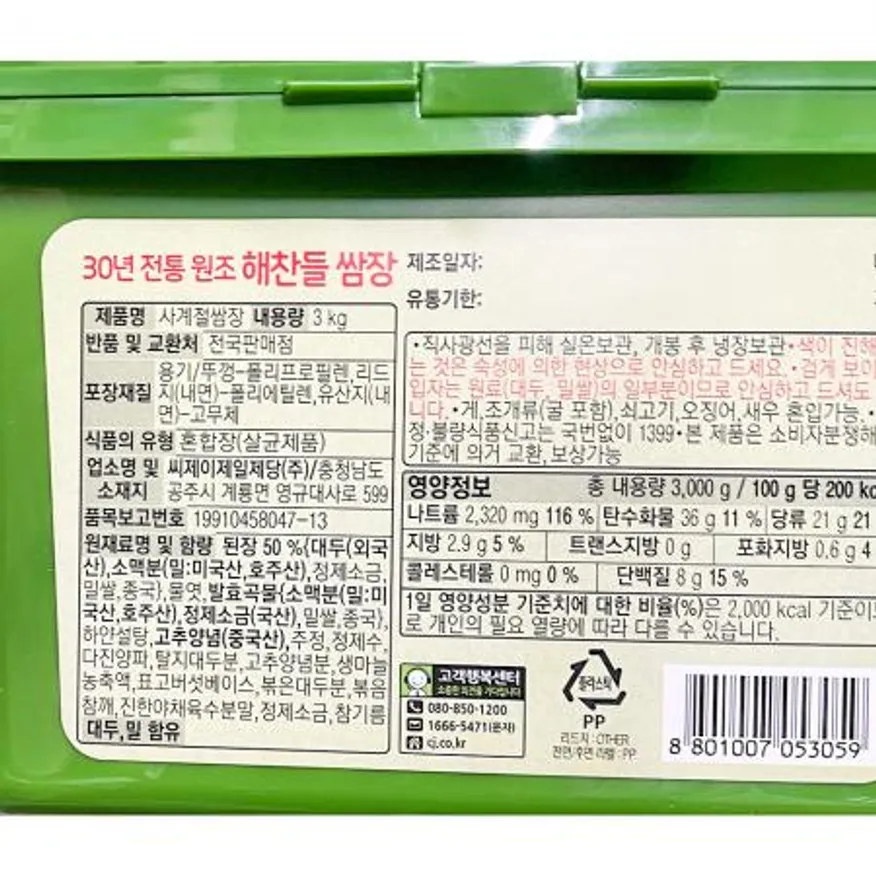 30년 전통 원조 해찬들 쌈장
제품명 사계절쌈장 내용량 3 kg
반품 및 교환처 전국판매점
포장재질 용기/뚜껑-폴리프로필렌, 리드
지(내면)-폴리에틸렌,유산지(내
면)-고무제
식품의 유형 혼합장(살균제품)
업소명 및 소재지 씨제이제일제당(주)/충청남도
공주시 계룡면 영규대사로 599
품목보고번호 19910458047-13
원재료명 및 함량 된장 50 %{대두(외국
산),소맥분(밀:미국산,호주산),정제소금,
밀쌀,종국},물엿,발효곡물{소맥분(밀:미
국산,호주산),정제소금(국산),밀쌀,종국},
하얀설탕,고추양념(중국산),주정,정제수,
다진양파,탈지대두분,고추양념분,생마늘
농축액,표고버섯베이스,볶은대두분,볶음
참깨,진한야채육수분말,정제소금,참기름
대두,밀 함유
제조일자:
유통기한:
•직사광선을 피해 실온보관, 개봉 후 냉장보관•색이 진해
는 것은 숙성에 의한 현상으로 안심하고 드세요.•검게 보이
입자는 원료(대두, 밀쌀)의 일부분이므로 안심하고 드셔도
니다.•게,조개류(굴 포함),쇠고기,오징어,새우 혼입가능 •
정·불량식품신고는 국번없이 1399•본 제품은 소비자분쟁해
기준에 의거 교환,보상가능
영양정보 총 내용량 3,000 g / 100 g 당 200 kc
나트륨 2,320 mg 116 % 탄수화물 36 g 11 % 당류 21 g 21
지방 2.9 g 5 % 트랜스지방 0 g 포화지방 0.6 g 4
콜레스테롤 0 mg 0 % 단백질 8 g 15 %
1일 영양성분 기준치에 대한 비율(%)은 2,000 kcal 기준이므
로 개인의 필요 열량에 따라 다를 수 있습니다.
고객행복센터
소중한 의견을 기다립니다
080-850-1200
1666-5471(문자)
cj.co.kr
플라스틱
PP
리드지 : OTHER
전면/후면 라벨 : PP
8 801007 053059